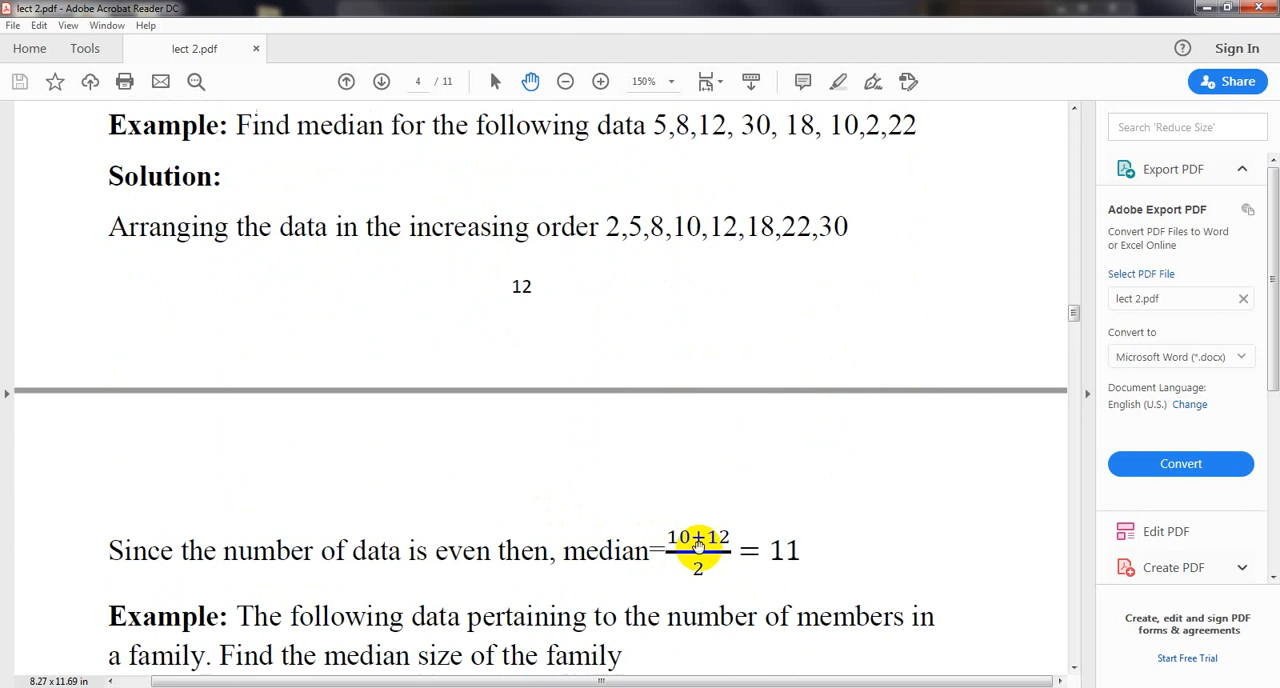 lect 2.pdf - Adobe Acrobat Reader DC
File Edit View Window Help
Home Tools lect 2.pdf × ? Sign In
4 / 11 150% Share
Example: Find median for the following data 5,8,12, 30, 18, 10,2,22
Solution:
Arranging the data in the increasing order 2,5,8,10,12,18,22,30
12
Since the number of data is even then, median=10+12/2 = 11
Example: The following data pertaining to the number of members in
a family. Find the median size of the family
8.27 x 11.69 in
Search 'Reduce Size'
Export PDF
Adobe Export PDF
Convert PDF Files to Word
or Excel Online
Select PDF File
lect 2.pdf
Convert to
Microsoft Word (*.docx)
Document Language:
English (U.S.) Change
Convert
Edit PDF
Create PDF
Create, edit and sign PDF
forms & agreements
Start Free Trial